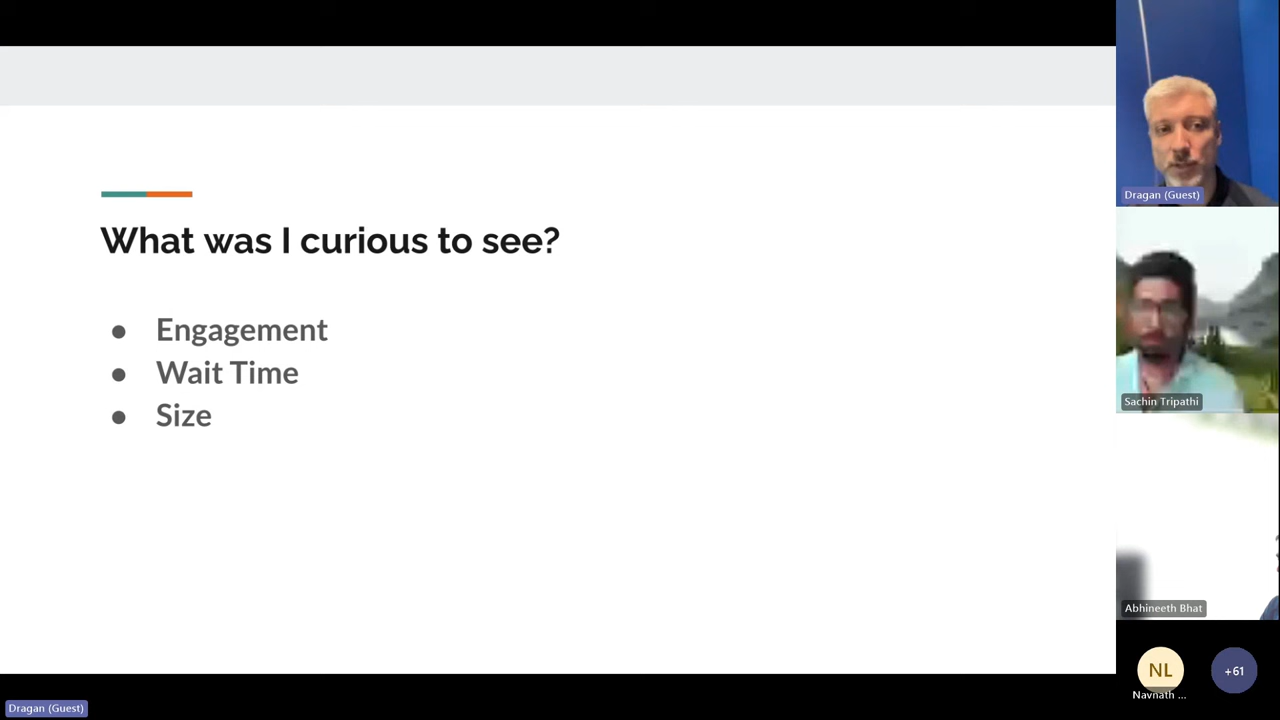 What was I curious to see?
● Engagement
● Wait Time
● Size
Dragan (Guest)
Sachin Tripathi
Abhineeth Bhat
NL
+61
Navnath ...
Dragan (Guest)